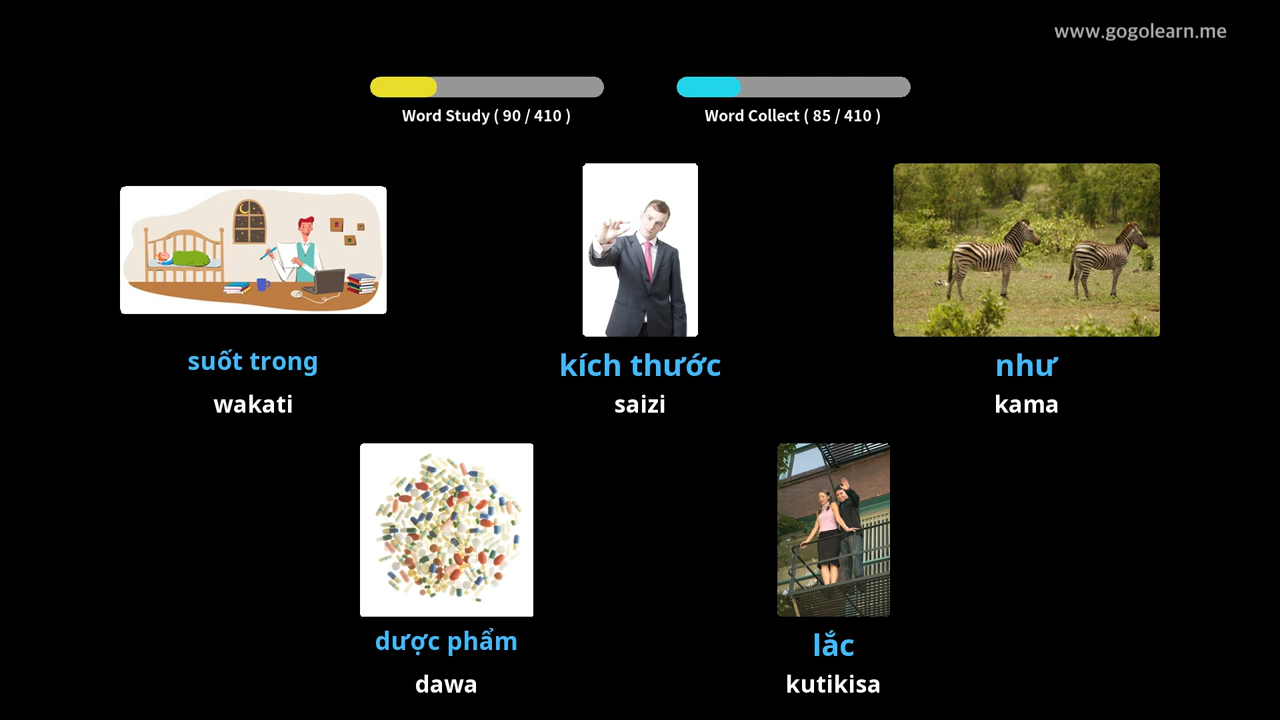 www.gogolearn.me
Word Study ( 90 / 410 )
Word Collect ( 85 / 410 )
suốt trong
wakati
kích thước
saizi
như
kama
dược phẩm
dawa
lắc
kutikisa